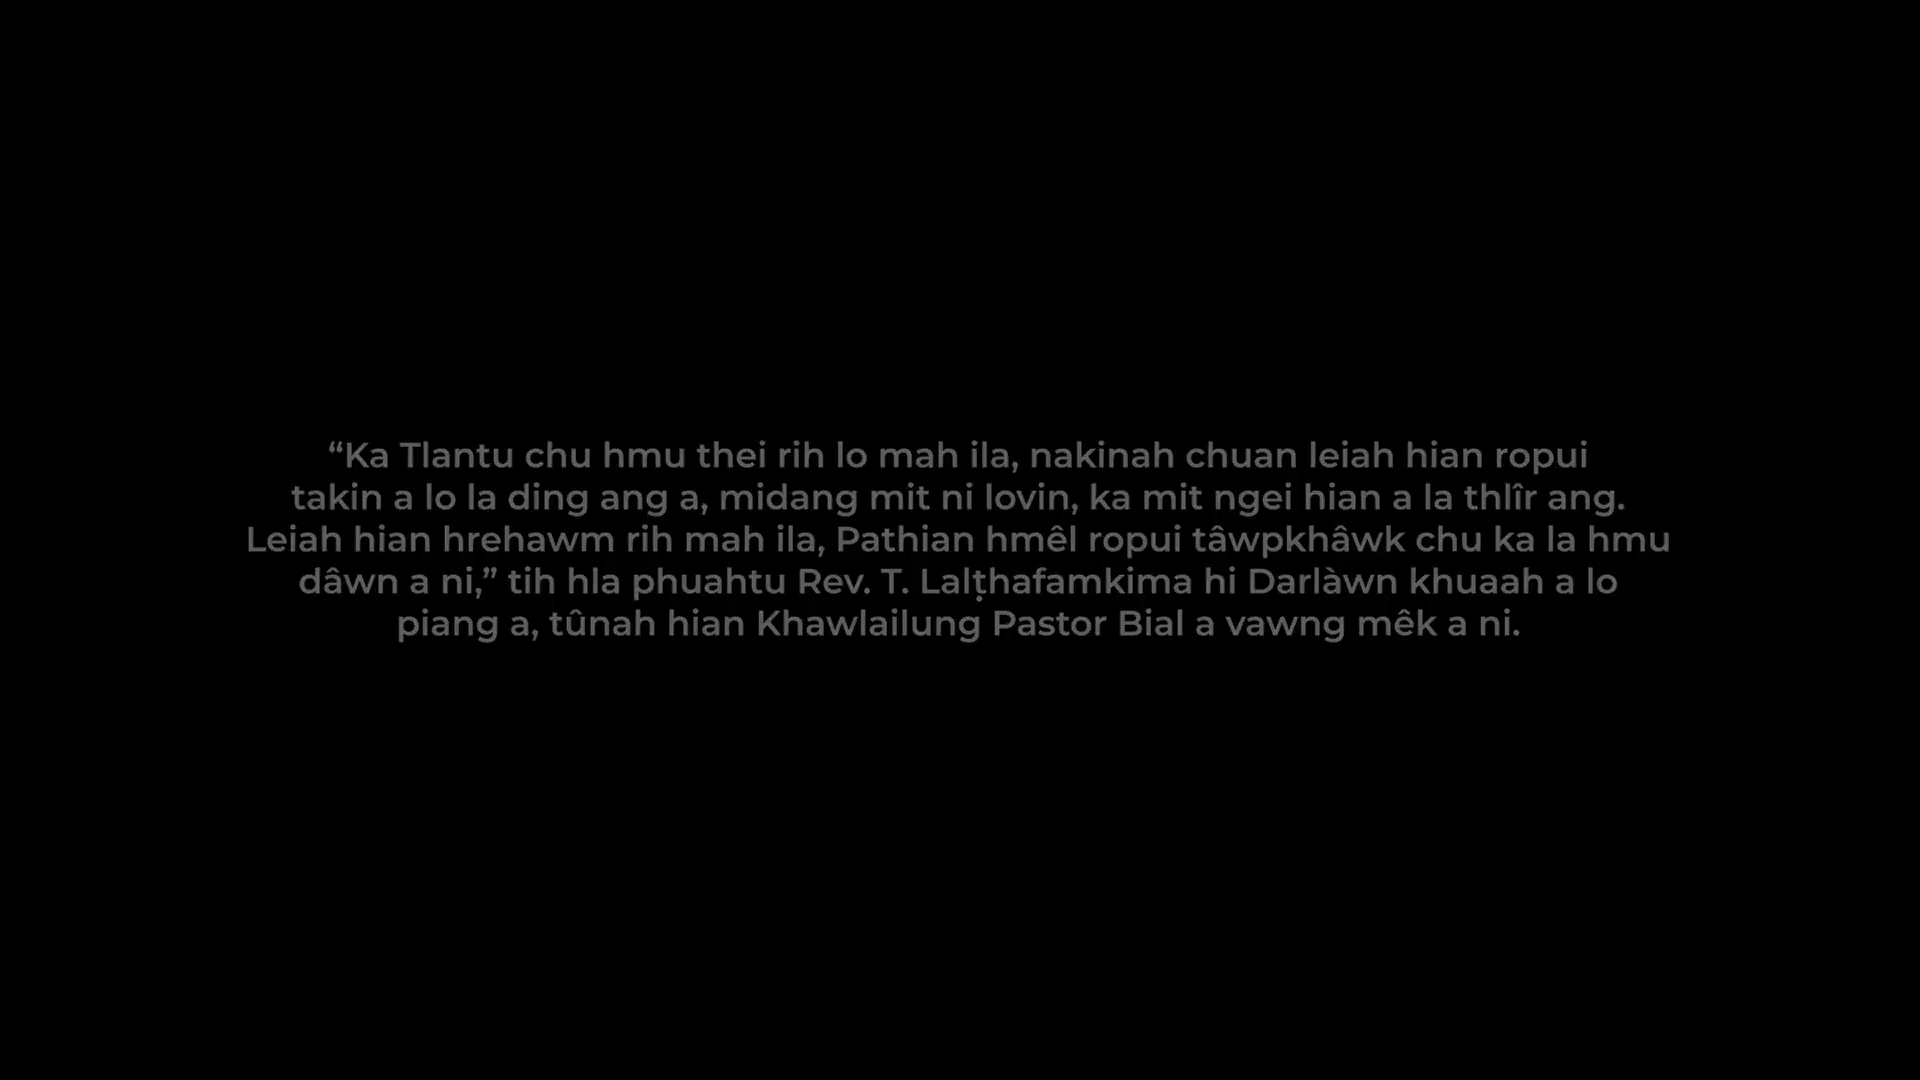 “Ka Tlantu chu hmu thei rih lo mah ila, nakinah chuan leiah hian ropui
takin a lo la ding ang a, midang mit ni lovin, ka mit ngei hian a la thlîr ang.
Leiah hian hrehawm rih mah ila, Pathian hmêl ropui tâwpkhâwk chu ka la hmu
dâwn a ni,” tih hla phuahtu Rev. T. Lalṭhafamkima hi Darlàwn khuaah a lo
piang a, tûnah hian Khawlailung Pastor Bial a vawng mêk a ni.